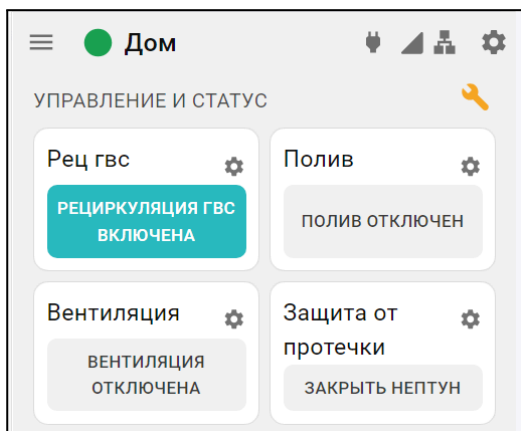 Дом
УПРАВЛЕНИЕ И СТАТУС
Рец гвс
РЕЦИРКУЛЯЦИЯ ГВС
ВКЛЮЧЕНА
Полив
ПОЛИВ ОТКЛЮЧЕН
Вентиляция
ВЕНТИЛЯЦИЯ
ОТКЛЮЧЕНА
Защита от
протечки
ЗАКРЫТЬ НЕПТУН